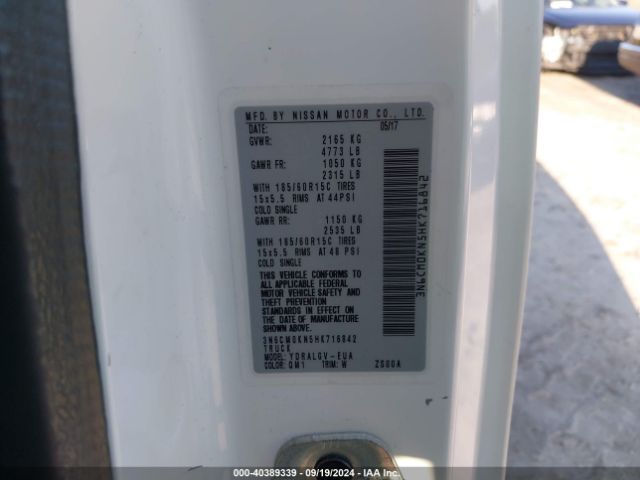 MFD. BY NISSAN MOTOR CO., LTD.
DATE: 05/17
GVWR: 2165 KG
4773 LB
GAWR FR: 1050 KG
2315 LB
WITH 185/60R15C TIRES
15x5.5 RIMS AT 44PSI
COLD SINGLE
GAWR RR: 1150 KG
2535 LB
WITH 185/60R15C TIRES
15x5.5 RIMS AT 48 PSI
COLD SINGLE
THIS VEHICLE CONFORMS TO
ALL APPLICABLE FEDERAL
MOTOR VEHICLE SAFETY AND
THEFT PREVENTION
STANDARDS IN EFFECT ON
THE DATE OF MANUFACTURE
SHOWN ABOVE.
3N6CM0KN5HK716842
TRUCK
MODEL: YDRALGV-EUA
COLOR: QM1 TRIM: W ZS00A
3N6CM0KN5HK716842
000-40389339 - 09/19/2024 - IAA Inc.